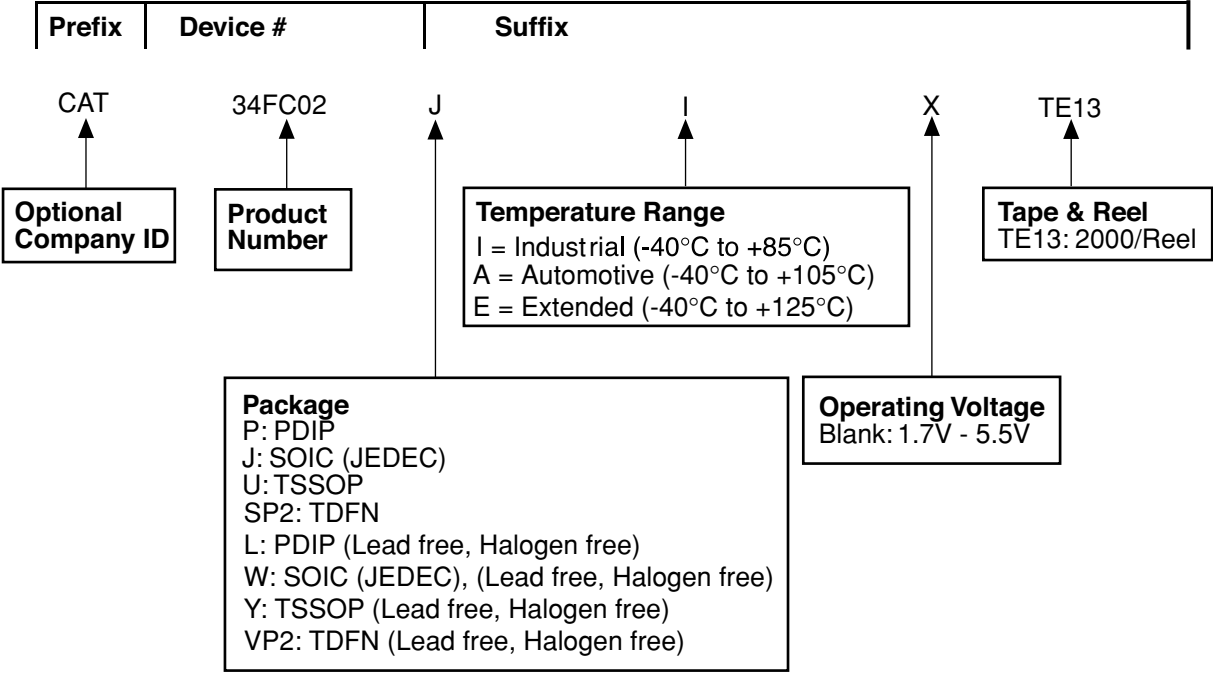 Prefix Device # Suffix
CAT 34FC02 J I X TE13
Optional
Company ID
Product
Number
Temperature Range
I = Industrial (-40°C to +85°C)
A = Automotive (-40°C to +105°C)
E = Extended (-40°C to +125°C)
Tape & Reel
TE13: 2000/Reel
Package
P: PDIP
J: SOIC (JEDEC)
U: TSSOP
SP2: TDFN
L: PDIP (Lead free, Halogen free)
W: SOIC (JEDEC), (Lead free, Halogen free)
Y: TSSOP (Lead free, Halogen free)
VP2: TDFN (Lead free, Halogen free)
Operating Voltage
Blank: 1.7V - 5.5V